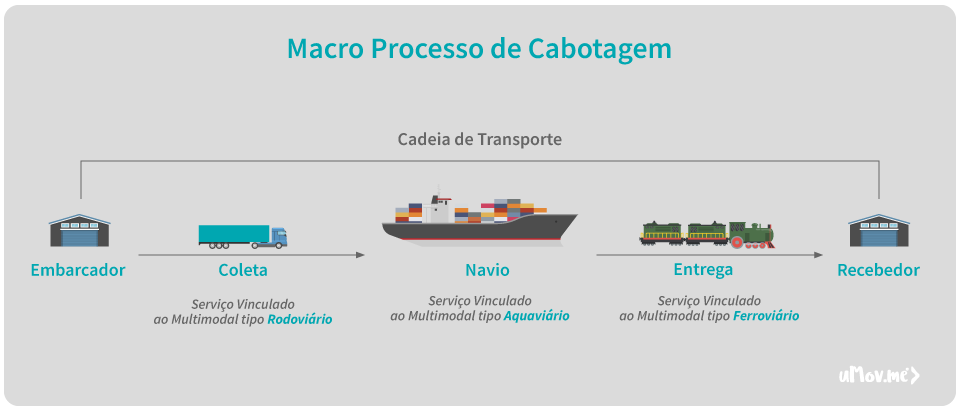 Macro Processo de Cabotagem
Cadeia de Transporte
Embarcador
Coleta
Navio
Entrega
Recebedor
Serviço Vinculado
ao Multimodal tipo Rodoviário
Serviço Vinculado
ao Multimodal tipo Aquaviário
Serviço Vinculado
ao Multimodal tipo Ferroviário
uMov.me